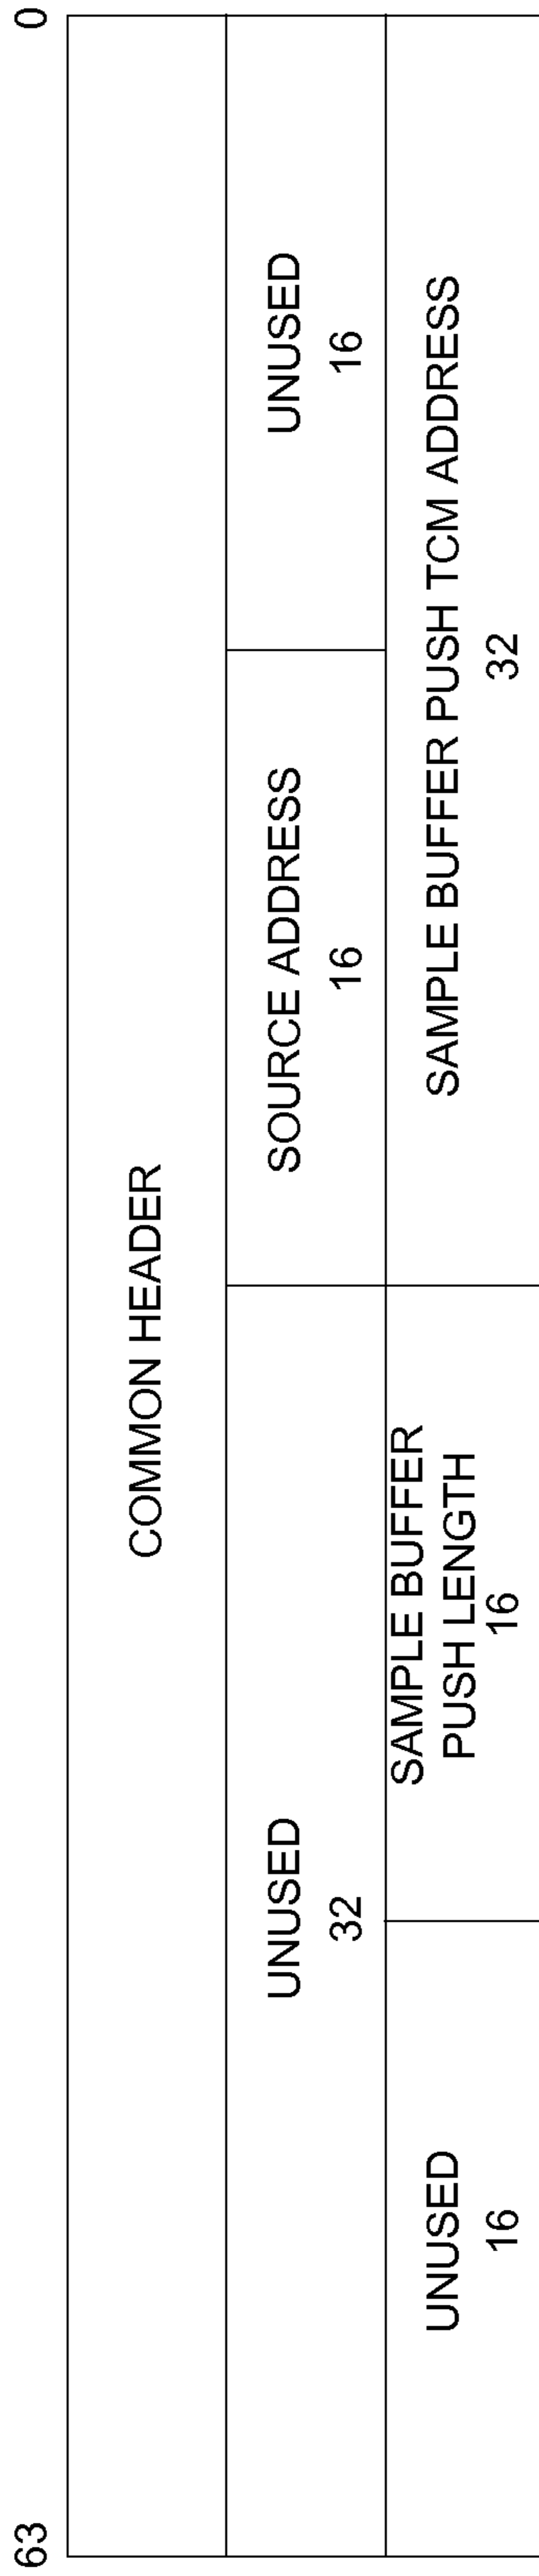 63
0
COMMON HEADER
UNUSED
32
SOURCE ADDRESS
16
UNUSED
16
UNUSED
16
SAMPLE BUFFER
PUSH LENGTH
16
SAMPLE BUFFER PUSH TCM ADDRESS
32